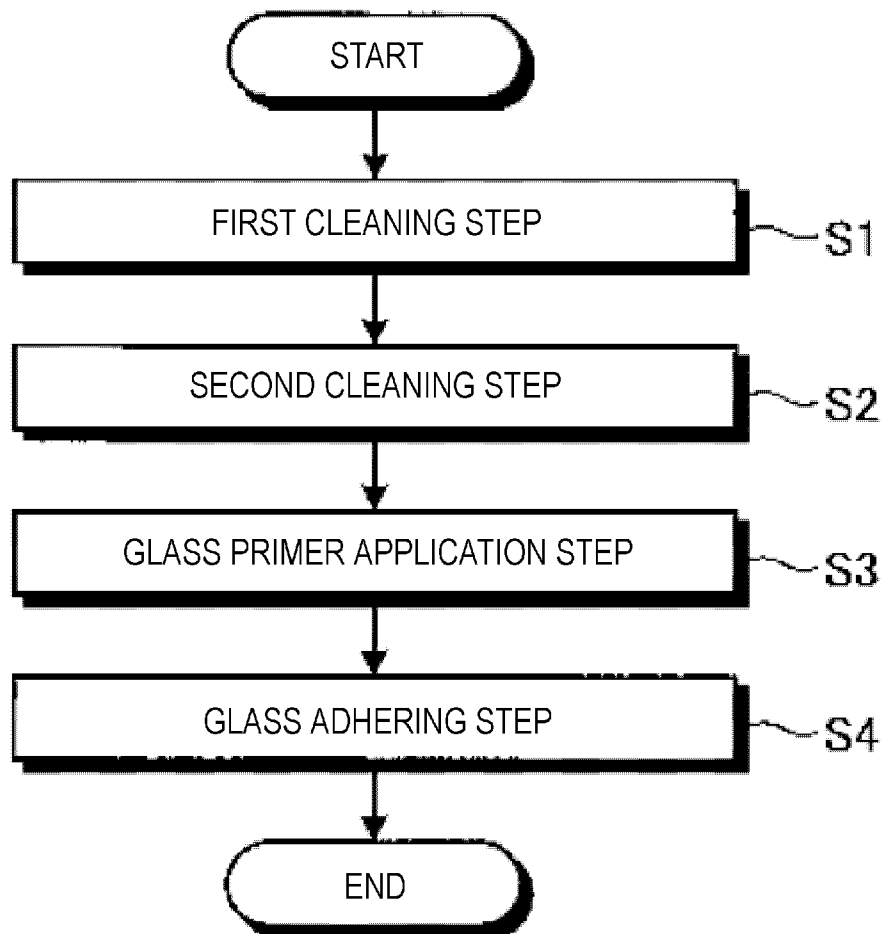 START
FIRST CLEANING STEP
S1
SECOND CLEANING STEP
S2
GLASS PRIMER APPLICATION STEP
S3
GLASS ADHERING STEP
S4
END